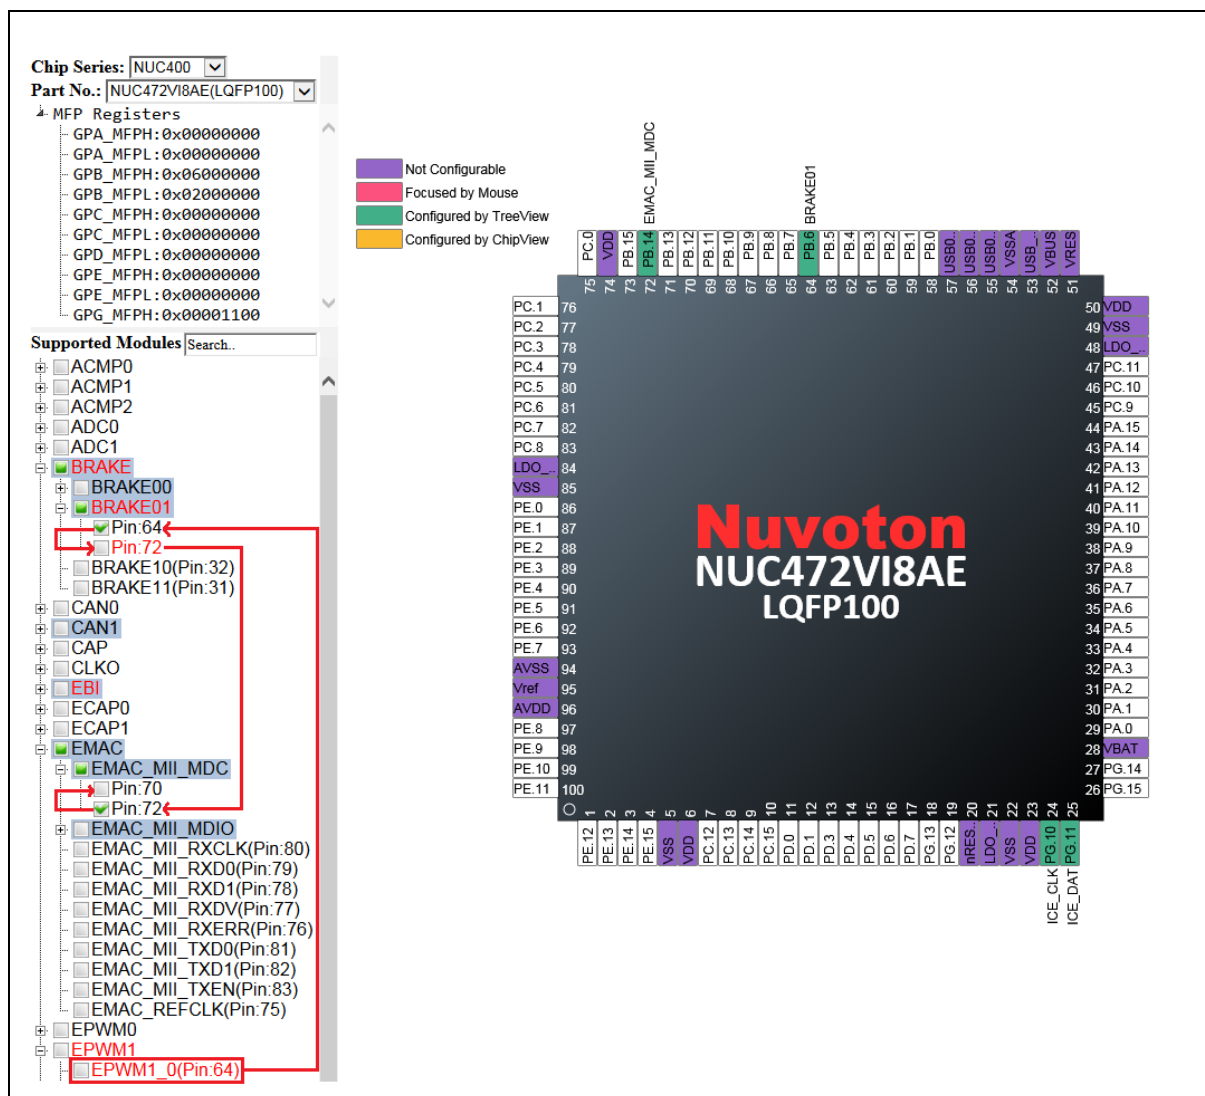 Chip Series: NUC400
Part No.: NUC472VI8AE(LQFP100)
MFP Registers
GPA_MFPH:0x00000000
GPA_MFPL:0x00000000
GPB_MFPH:0x06000000
GPB_MFPL:0x02000000
GPC_MFPH:0x00000000
GPC_MFPL:0x00000000
GPD_MFPL:0x00000000
GPE_MFPH:0x00000000
GPE_MFPL:0x00000000
GPG_MFPH:0x00001100
Supported Modules Search..
ACMP0
ACMP1
ACMP2
ADC0
ADC1
BRAKE
BRAKE00
BRAKE01
Pin:64
Pin:72
BRAKE10(Pin:32)
BRAKE11(Pin:31)
CAN0
CAN1
CAP
CLKO
EBI
ECAP0
ECAP1
EMAC
EMAC_MII_MDC
Pin:70
Pin:72
EMAC_MII_MDIO
EMAC_MII_RXCLK(Pin:80)
EMAC_MII_RXD0(Pin:79)
EMAC_MII_RXD1(Pin:78)
EMAC_MII_RXDV(Pin:77)
EMAC_MII_RXERR(Pin:76)
EMAC_MII_TXD0(Pin:81)
EMAC_MII_TXD1(Pin:82)
EMAC_MII_TXEN(Pin:83)
EMAC_REFCLK(Pin:75)
EPWM0
EPWM1
EPWM1_0(Pin:64)
Not Configurable
Focused by Mouse
Configured by TreeView
Configured by ChipView
EMAC_MII_MDC
BRAKE01
PC.0
VDD
PB.15
PB.14
PB.13
PB.12
PB.11
PB.10
PB.9
PB.8
PB.7
PB.6
PB.5
PB.4
PB.3
PB.2
PB.1
PB.0
USB0..
USB0..
USB0..
VSSA
USB_..
VBUS
VRES
75
74
73
72
71
70
69
68
67
66
65
64
63
62
61
60
59
58
57
56
55
54
53
52
51
PC.1 76
PC.2 77
PC.3 78
PC.4 79
PC.5 80
PC.6 81
PC.7 82
PC.8 83
LDO_.. 84
VSS 85
PE.0 86
PE.1 87
PE.2 88
PE.3 89
PE.4 90
PE.5 91
PE.6 92
PE.7 93
AVSS 94
Vref 95
AVDD 96
PE.8 97
PE.9 98
PE.10 99
PE.11 100
Nuvoton
NUC472VI8AE
LQFP100
50 VDD
49 VSS
48 LDO_..
47 PC.11
46 PC.10
45 PC.9
44 PA.15
43 PA.14
42 PA.13
41 PA.12
40 PA.11
39 PA.10
38 PA.9
37 PA.8
36 PA.7
35 PA.6
34 PA.5
33 PA.4
32 PA.3
31 PA.2
30 PA.1
29 PA.0
28 VBAT
27 PG.14
26 PG.15
1
2
3
4
5
6
7
8
9
10
11
12
13
14
15
16
17
18
19
20
21
22
23
24
25
PE.12
PE.13
PE.14
PE.15
VSS
VDD
PC.12
PC.13
PC.14
PC.15
PD.0
PD.1
PD.3
PD.4
PD.5
PD.6
PD.7
PG.13
PG.12
nRES..
LDO_..
VSS
VDD
PG.10
PG.11
ICE_CLK
ICE_DAT